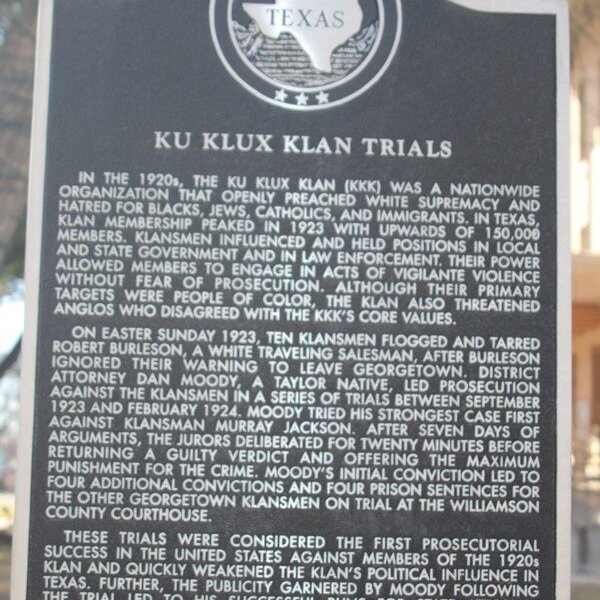 TEXAS
KU KLUX KLAN TRIALS
IN THE 1920s, THE KU KLUX KLAN (KKK) WAS A NATIONWIDE
ORGANIZATION THAT OPENLY PREACHED WHITE SUPREMACY AND
HATRED FOR BLACKS, JEWS, CATHOLICS, AND IMMIGRANTS. IN TEXAS,
KLAN MEMBERSHIP PEAKED IN 1923 WITH UPWARDS OF 150,000
MEMBERS. KLANSMEN INFLUENCED AND HELD POSITIONS IN LOCAL
AND STATE GOVERNMENT AND IN LAW ENFORCEMENT. THEIR POWER
ALLOWED MEMBERS TO ENGAGE IN ACTS OF VIGILANTE VIOLENCE
WITHOUT FEAR OF PROSECUTION. ALTHOUGH THEIR PRIMARY
TARGETS WERE PEOPLE OF COLOR, THE KLAN ALSO THREATENED
ANGLOS WHO DISAGREED WITH THE KKK'S CORE VALUES.
ON EASTER SUNDAY 1923, TEN KLANSMEN FLOGGED AND TARRED
ROBERT BURLESON, A WHITE TRAVELING SALESMAN, AFTER BURLESON
IGNORED THEIR WARNING TO LEAVE GEORGETOWN. DISTRICT
ATTORNEY DAN MOODY, A TAYLOR NATIVE, LED PROSECUTION
AGAINST THE KLANSMEN IN A SERIES OF TRIALS BETWEEN SEPTEMBER
1923 AND FEBRUARY 1924. MOODY TRIED HIS STRONGEST CASE FIRST
AGAINST KLANSMAN MURRAY JACKSON. AFTER SEVEN DAYS OF
ARGUMENTS, THE JURORS DELIBERATED FOR TWENTY MINUTES BEFORE
RETURNING A GUILTY VERDICT AND OFFERING THE MAXIMUM
PUNISHMENT FOR THE CRIME. MOODY'S INITIAL CONVICTION LED TO
FOUR ADDITIONAL CONVICTIONS AND FOUR PRISON SENTENCES FOR
THE OTHER GEORGETOWN KLANSMEN ON TRIAL AT THE WILLIAMSON
COUNTY COURTHOUSE.
THESE TRIALS WERE CONSIDERED THE FIRST PROSECUTORIAL
SUCCESS IN THE UNITED STATES AGAINST MEMBERS OF THE 1920s
KLAN AND QUICKLY WEAKENED THE KLAN'S POLITICAL INFLUENCE IN
TEXAS. FURTHER, THE PUBLICITY GARNERED BY MOODY FOLLOWING
THE TRIAL LED TO HIS SUCCESSFUL RUNS